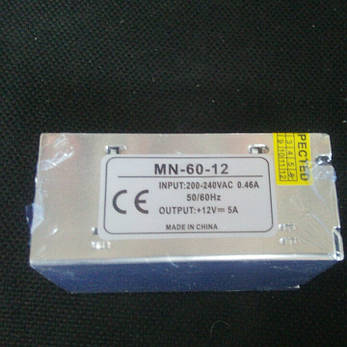 MN-60-12
INPUT:200-240VAC 0.46A
50/60Hz
CE
OUTPUT:+12V⎓ 5A
MADE IN CHINA
PECTED